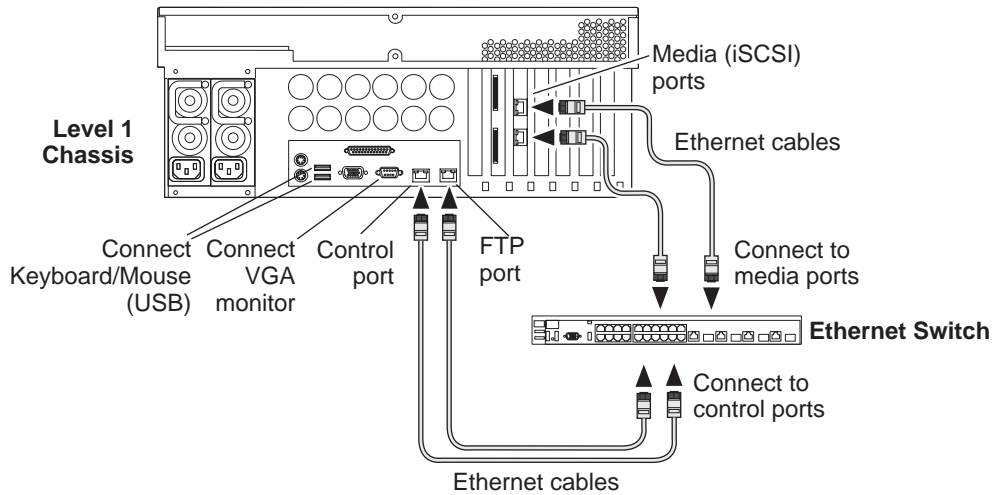 Media (iSCSI)
ports
Level 1
Chassis
Ethernet cables
Connect
Keyboard/Mouse
(USB)
Connect
VGA
monitor
Control
port
FTP
port
Connect to
media ports
Ethernet Switch
Connect to
control ports
Ethernet cables